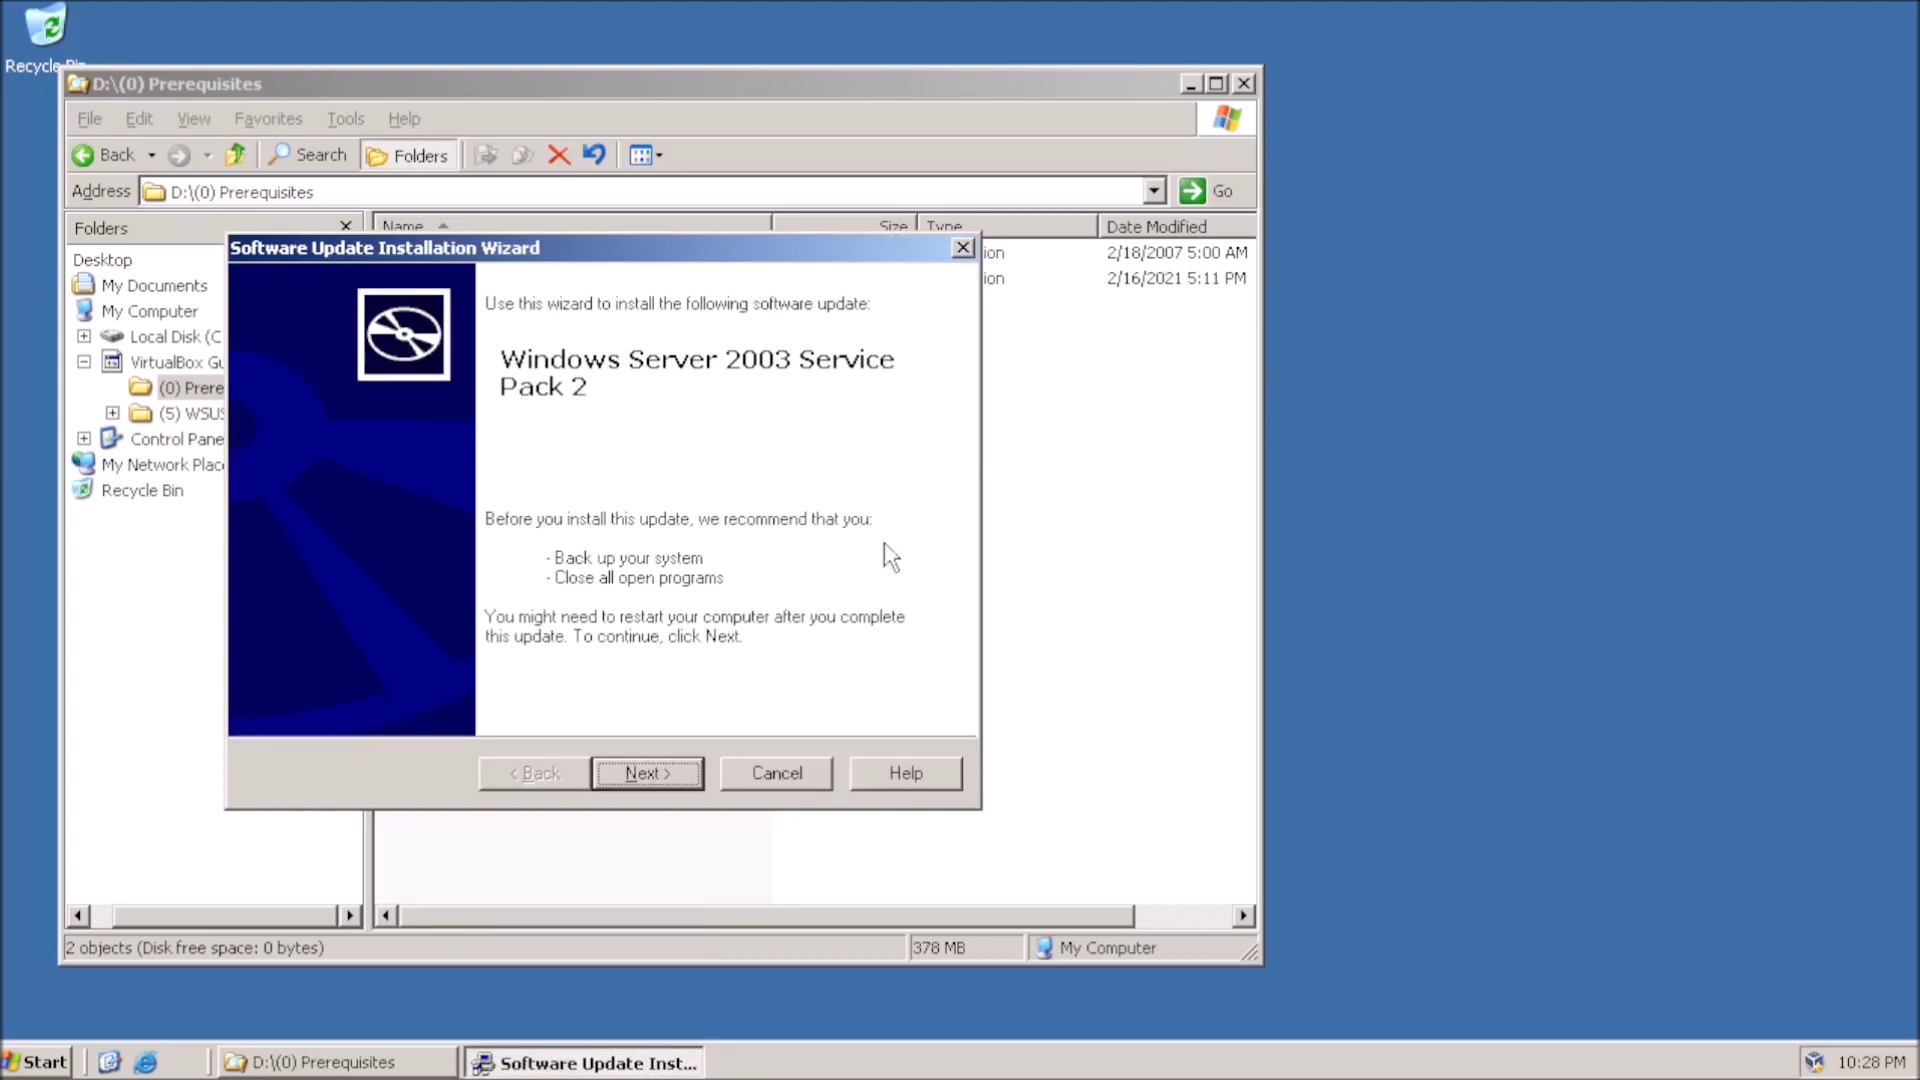 Recycle Bin
D:\(0) Prerequisites
File Edit View Favorites Tools Help
Back Search Folders
Address D:\(0) Prerequisites Go
Folders Name Size Type Date Modified
Software Update Installation Wizard
ion 2/18/2007 5:00 AM
ion 2/16/2021 5:11 PM
Desktop
My Documents
My Computer
Local Disk (C
VirtualBox Gu
(0) Prere
(5) WSUS
Control Pane
My Network Plac
Recycle Bin
Use this wizard to install the following software update:
Windows Server 2003 Service
Pack 2
Before you install this update, we recommend that you:
- Back up your system
- Close all open programs
You might need to restart your computer after you complete
this update. To continue, click Next.
< Back Next > Cancel Help
2 objects (Disk free space: 0 bytes) 378 MB My Computer
Start D:\(0) Prerequisites Software Update Inst... 10:28 PM